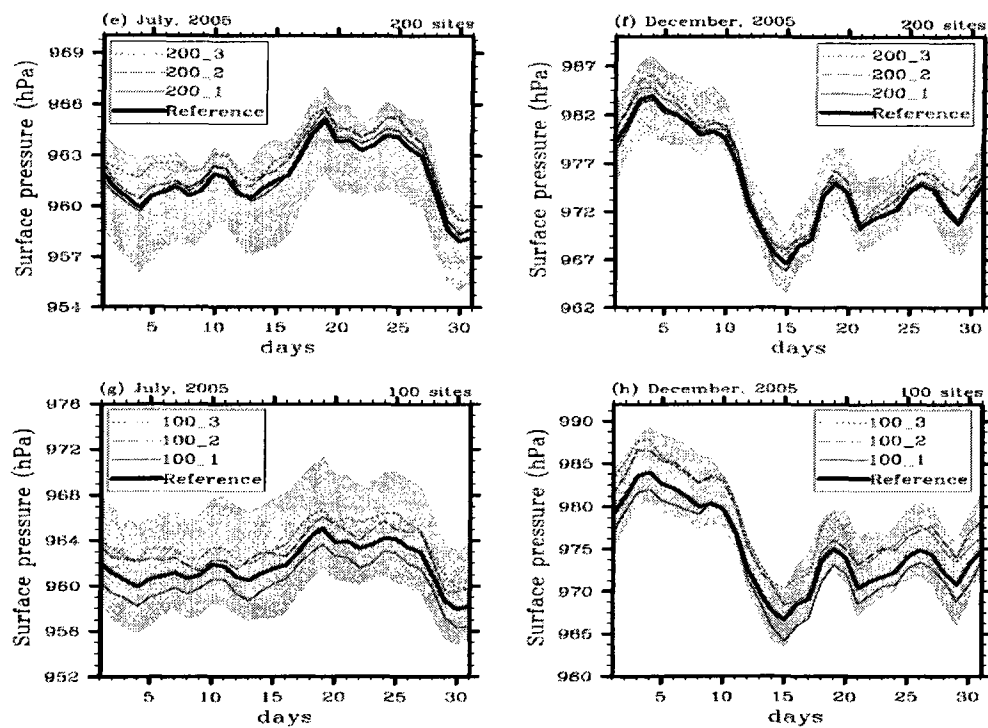 (e) July, 2005 200 sites
Surface pressure (hPa)
969
966
963
960
957
954
200_3
200_2
200_1
Reference
5 10 15 20 25 30
days
(f) December, 2005 200 sites
Surface pressure (hPa)
987
982
977
972
967
962
200_3
200_2
200_1
Reference
5 10 15 20 25 30
days
(g) July, 2005 100 sites
Surface pressure (hPa)
976
972
968
964
960
956
952
100_3
100_2
100_1
Reference
5 10 15 20 25 30
days
(h) December, 2005 100 sites
Surface pressure (hPa)
990
985
980
975
970
965
960
100_3
100_2
100_1
Reference
5 10 15 20 25 30
days